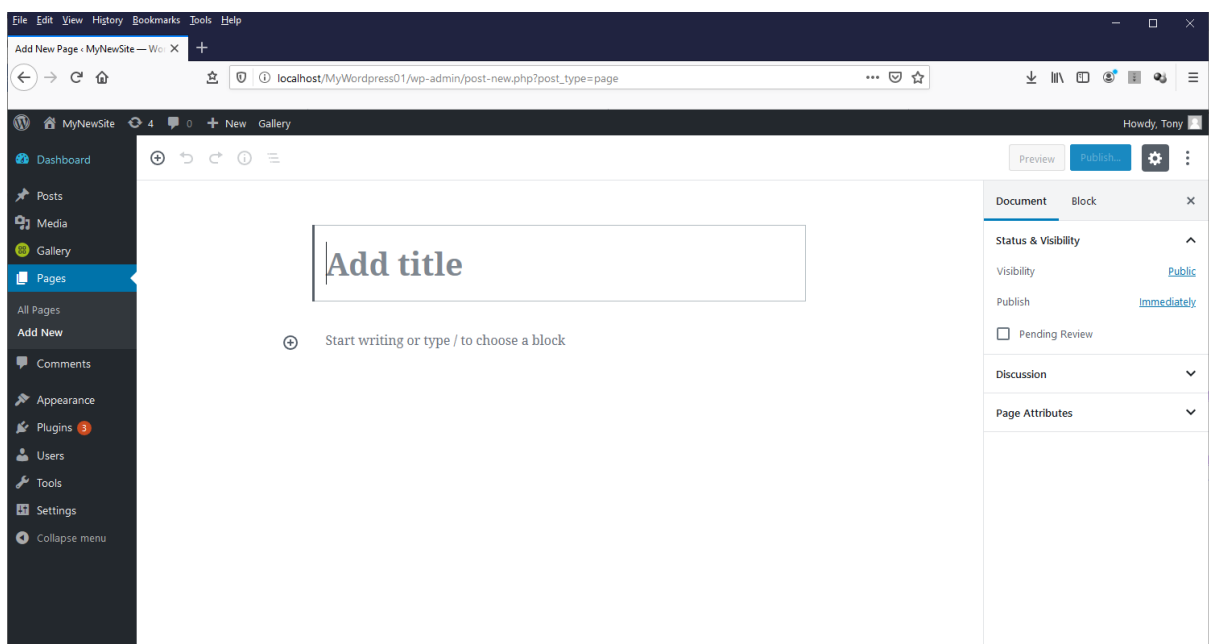 File Edit View History Bookmarks Tools Help
Add New Page ‹ MyNewSite — Wor
localhost/MyWordpress01/wp-admin/post-new.php?post_type=page
MyNewSite 4 0 New Gallery Howdy, Tony
Dashboard
Preview Publish...
Posts
Media
Gallery
Pages
All Pages
Add New
Comments
Appearance
Plugins 3
Users
Tools
Settings
Collapse menu
Add title
Start writing or type / to choose a block
Document Block
Status & Visibility
Visibility Public
Publish Immediately
Pending Review
Discussion
Page Attributes